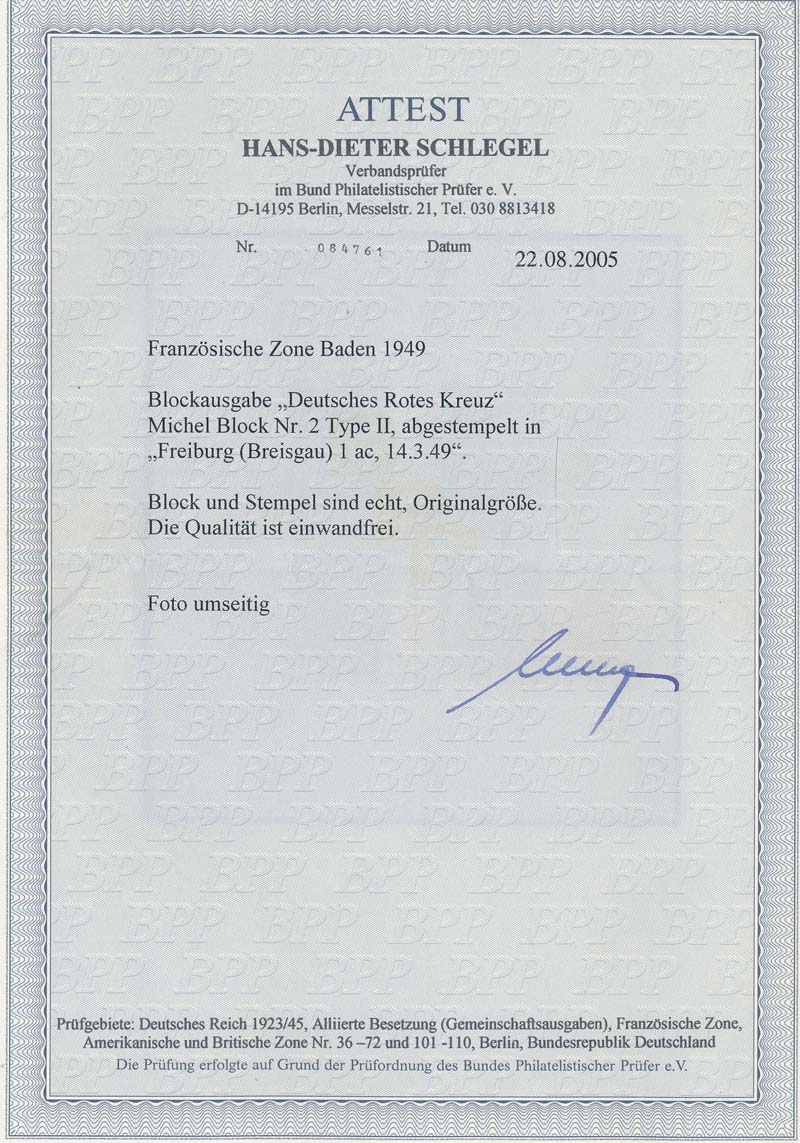 ATTEST
HANS-DIETER SCHLEGEL
Verbandsprüfer
im Bund Philatelistischer Prüfer e. V.
D-14195 Berlin, Messelstr. 21, Tel. 030 8813418
Nr. 084761 Datum 22.08.2005
Französische Zone Baden 1949
Blockausgabe „Deutsches Rotes Kreuz“
Michel Block Nr. 2 Type II, abgestempelt in
„Freiburg (Breisgau) 1 ac, 14.3.49“.
Block und Stempel sind echt, Originalgröße.
Die Qualität ist einwandfrei.
Foto umseitig
Prüfgebiete: Deutsches Reich 1923/45, Alliierte Besetzung (Gemeinschaftsausgaben), Französische Zone,
Amerikanische und Britische Zone Nr. 36 –72 und 101 -110, Berlin, Bundesrepublik Deutschland
Die Prüfung erfolgte auf Grund der Prüfordnung des Bundes Philatelistischer Prüfer e.V.